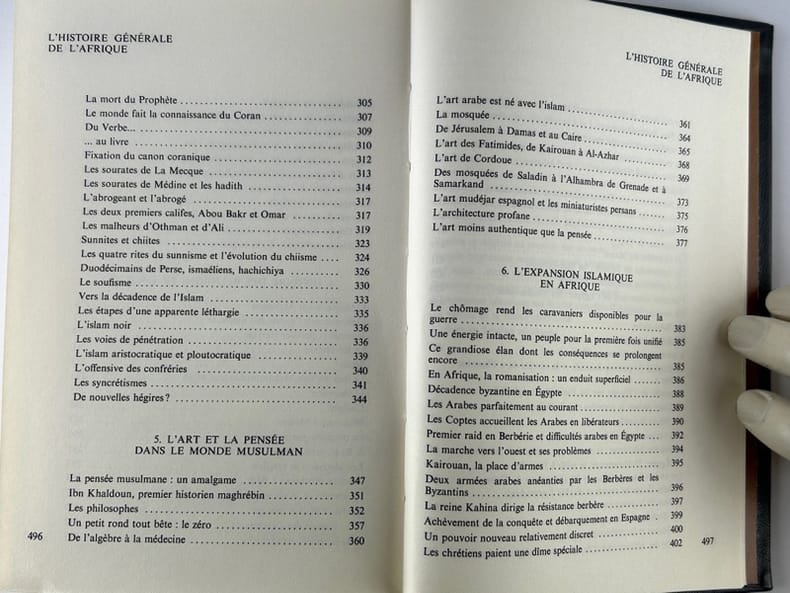 L'HISTOIRE GÉNÉRALE
DE L'AFRIQUE
La mort du Prophète ........................... 305
Le monde fait la connaissance du Coran ............. 307
Du Verbe... ................................... 309
... au livre ................................... 310
Fixation du canon coranique ...................... 312
Les sourates de La Mecque ....................... 313
Les sourates de Médine et les hadith ................ 314
L'abrogeant et l'abrogé .......................... 317
Les deux premiers califes, Abou Bakr et Omar ......... 317
Les malheurs d'Othman et d'Ali .................... 319
Sunnites et chiites .............................. 323
Les quatre rites du sunnisme et l'évolution du chiisme .... 324
Duodécimains de Perse, ismaéliens, hachichiya ......... 326
Le soufisme ................................... 330
Vers la décadence de l'Islam ...................... 333
Les étapes d'une apparente léthargie ................ 335
L'islam noir ................................... 336
Les voies de pénétration ......................... 336
L'islam aristocratique et ploutocratique .............. 339
L'offensive des confréries ........................ 340
Les syncrétismes ............................... 341
De nouvelles hégires ? ........................... 344
5. L'ART ET LA PENSÉE
DANS LE MONDE MUSULMAN
La pensée musulmane : un amalgame ................ 347
Ibn Khaldoun, premier historien maghrébin ........... 351
Les philosophes ................................ 352
Un petit rond tout bête : le zéro .................... 357
De l'algèbre à la médecine ........................ 360
496
L'HISTOIRE GÉNÉRALE
DE L'AFRIQUE
L'art arabe est né avec l'islam ..................... 361
La mosquée ................................... 364
De Jérusalem à Damas et au Caire .................. 365
L'art des Fatimides, de Kairouan à Al-Azhar .......... 368
L'art de Cordoue ............................... 369
Des mosquées de Saladin à l'Alhambra de Grenade et à
Samarkand .................................... 373
L'art mudéjar espagnol et les miniaturistes persans ....... 375
L'architecture profane ........................... 376
L'art moins authentique que la pensée ............... 377
6. L'EXPANSION ISLAMIQUE
EN AFRIQUE
Le chômage rend les caravaniers disponibles pour la
guerre ....................................... 383
Une énergie intacte, un peuple pour la première fois unifié 385
Ce grandiose élan dont les conséquences se prolongent
encore ....................................... 385
En Afrique, la romanisation : un enduit superficiel ....... 386
Décadence byzantine en Égypte .................... 388
Les Arabes parfaitement au courant ................. 389
Les Coptes accueillent les Arabes en libérateurs ......... 390
Premier raid en Berbérie et difficultés arabes en Égypte ... 392
La marche vers l'ouest et ses problèmes .............. 394
Kairouan, la place d'armes ........................ 395
Deux armées arabes anéanties par les Berbères et les
Byzantins ..................................... 396
La reine Kahina dirige la résistance berbère ............ 397
Achèvement de la conquête et débarquement en Espagne . 399
Un pouvoir nouveau relativement discret ............. 400
Les chrétiens paient une dîme spéciale ............... 402
497